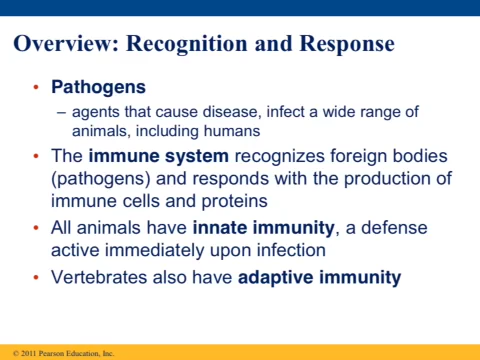 Overview: Recognition and Response
• Pathogens
– agents that cause disease, infect a wide range of
animals, including humans
• The immune system recognizes foreign bodies
(pathogens) and responds with the production of
immune cells and proteins
• All animals have innate immunity, a defense
active immediately upon infection
• Vertebrates also have adaptive immunity
© 2011 Pearson Education, Inc.